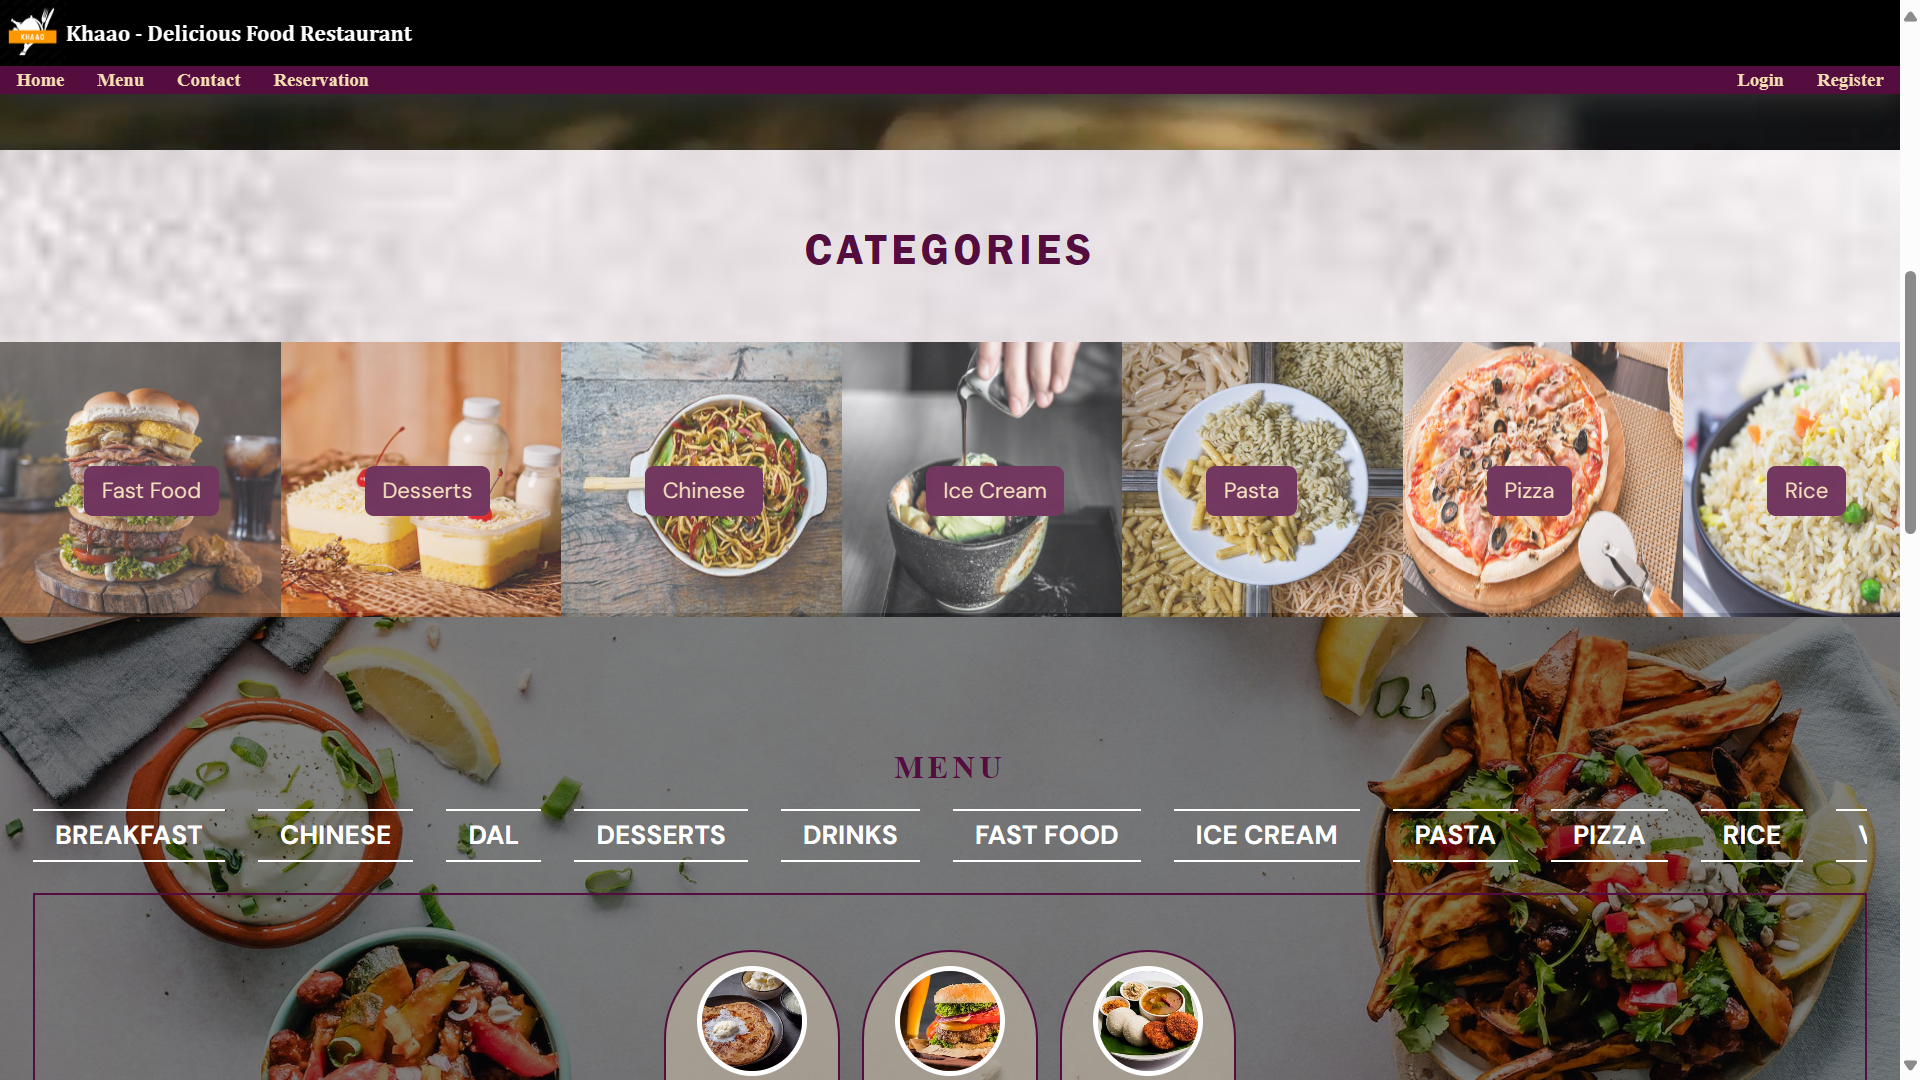 KHAAO
Khaao - Delicious Food Restaurant
Home Menu Contact Reservation Login Register
CATEGORIES
Fast Food Desserts Chinese Ice Cream Pasta Pizza Rice
MENU
BREAKFAST CHINESE DAL DESSERTS DRINKS FAST FOOD ICE CREAM PASTA PIZZA RICE